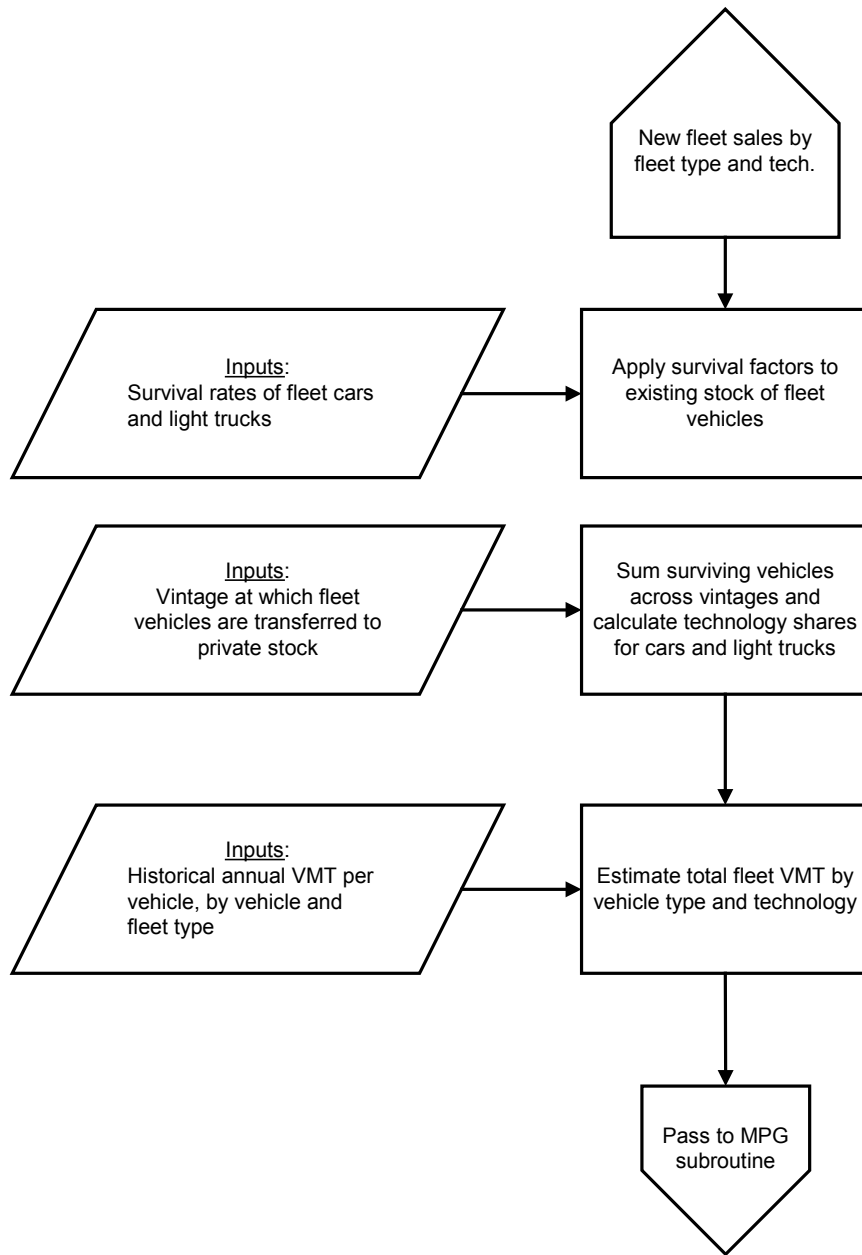 New fleet sales by
fleet type and tech.
Inputs:
Survival rates of fleet cars
and light trucks
Apply survival factors to
existing stock of fleet
vehicles
Inputs:
Vintage at which fleet
vehicles are transferred to
private stock
Sum surviving vehicles
across vintages and
calculate technology shares
for cars and light trucks
Inputs:
Historical annual VMT per
vehicle, by vehicle and
fleet type
Estimate total fleet VMT by
vehicle type and technology
Pass to MPG
subroutine